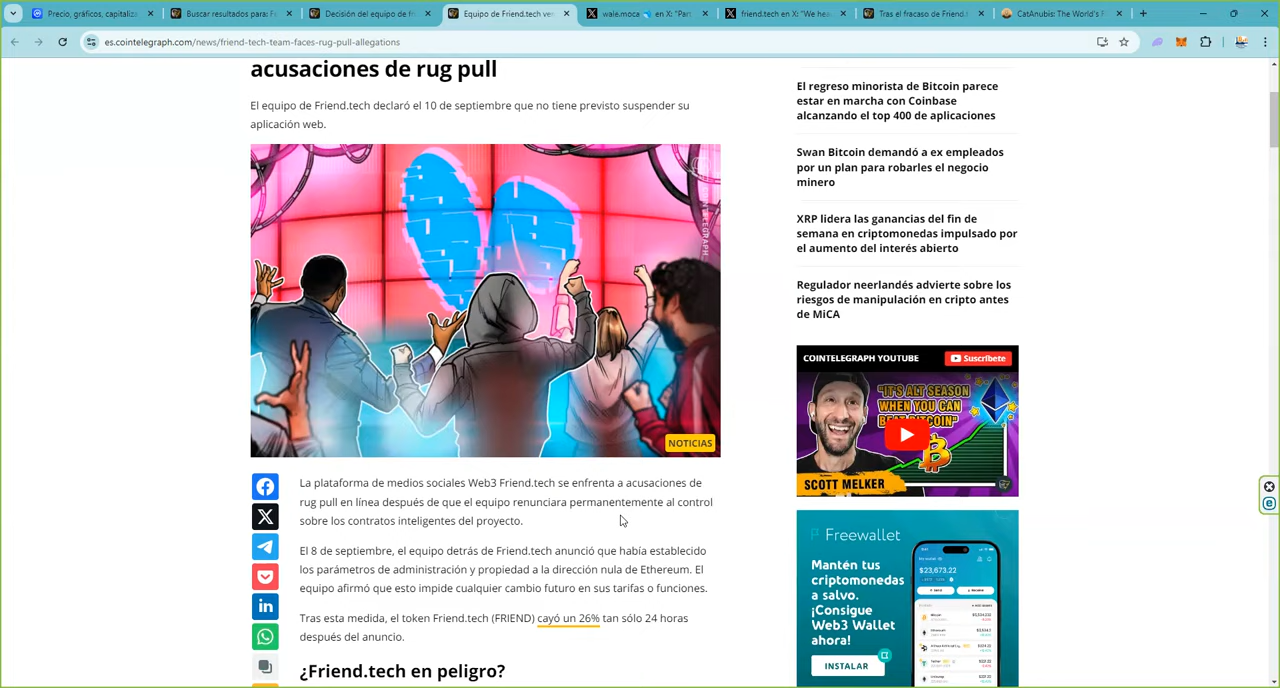 Precio, gráficos, capitaliz
Buscar resultados para: F
Decisión del equipo de fri
Equipo de Friend.tech ve
wale.moca 🐳 en X: "Par
friend.tech en X: "We hea
Tras el fracaso de Friend.t
CatAnubis: The World's F
es.cointelegraph.com/news/friend-tech-team-faces-rug-pull-allegations
acusaciones de rug pull
El equipo de Friend.tech declaró el 10 de septiembre que no tiene previsto suspender su
aplicación web.
COINTELEGRAPH
NOTICIAS
La plataforma de medios sociales Web3 Friend.tech se enfrenta a acusaciones de
rug pull en línea después de que el equipo renunciara permanentemente al control
sobre los contratos inteligentes del proyecto.
El 8 de septiembre, el equipo detrás de Friend.tech anunció que había establecido
los parámetros de administración y propiedad a la dirección nula de Ethereum. El
equipo afirmó que esto impide cualquier cambio futuro en sus tarifas o funciones.
Tras esta medida, el token Friend.tech (FRIEND) cayó un 26% tan sólo 24 horas
después del anuncio.
¿Friend.tech en peligro?
El regreso minorista de Bitcoin parece
estar en marcha con Coinbase
alcanzando el top 400 de aplicaciones
Swan Bitcoin demandó a ex empleados
por un plan para robarles el negocio
minero
XRP lidera las ganancias del fin de
semana en criptomonedas impulsado por
el aumento del interés abierto
Regulador neerlandés advierte sobre los
riesgos de manipulación en cripto antes
de MiCA
COINTELEGRAPH YOUTUBE
Suscríbete
"IT'S ALT SEASON
WHEN YOU CAN
BEAT BITCOIN"
SCOTT MELKER
Freewallet
Mantén tus
criptomonedas
a salvo.
¡Consigue
Web3 Wallet
ahora!
INSTALAR
$23,673.22